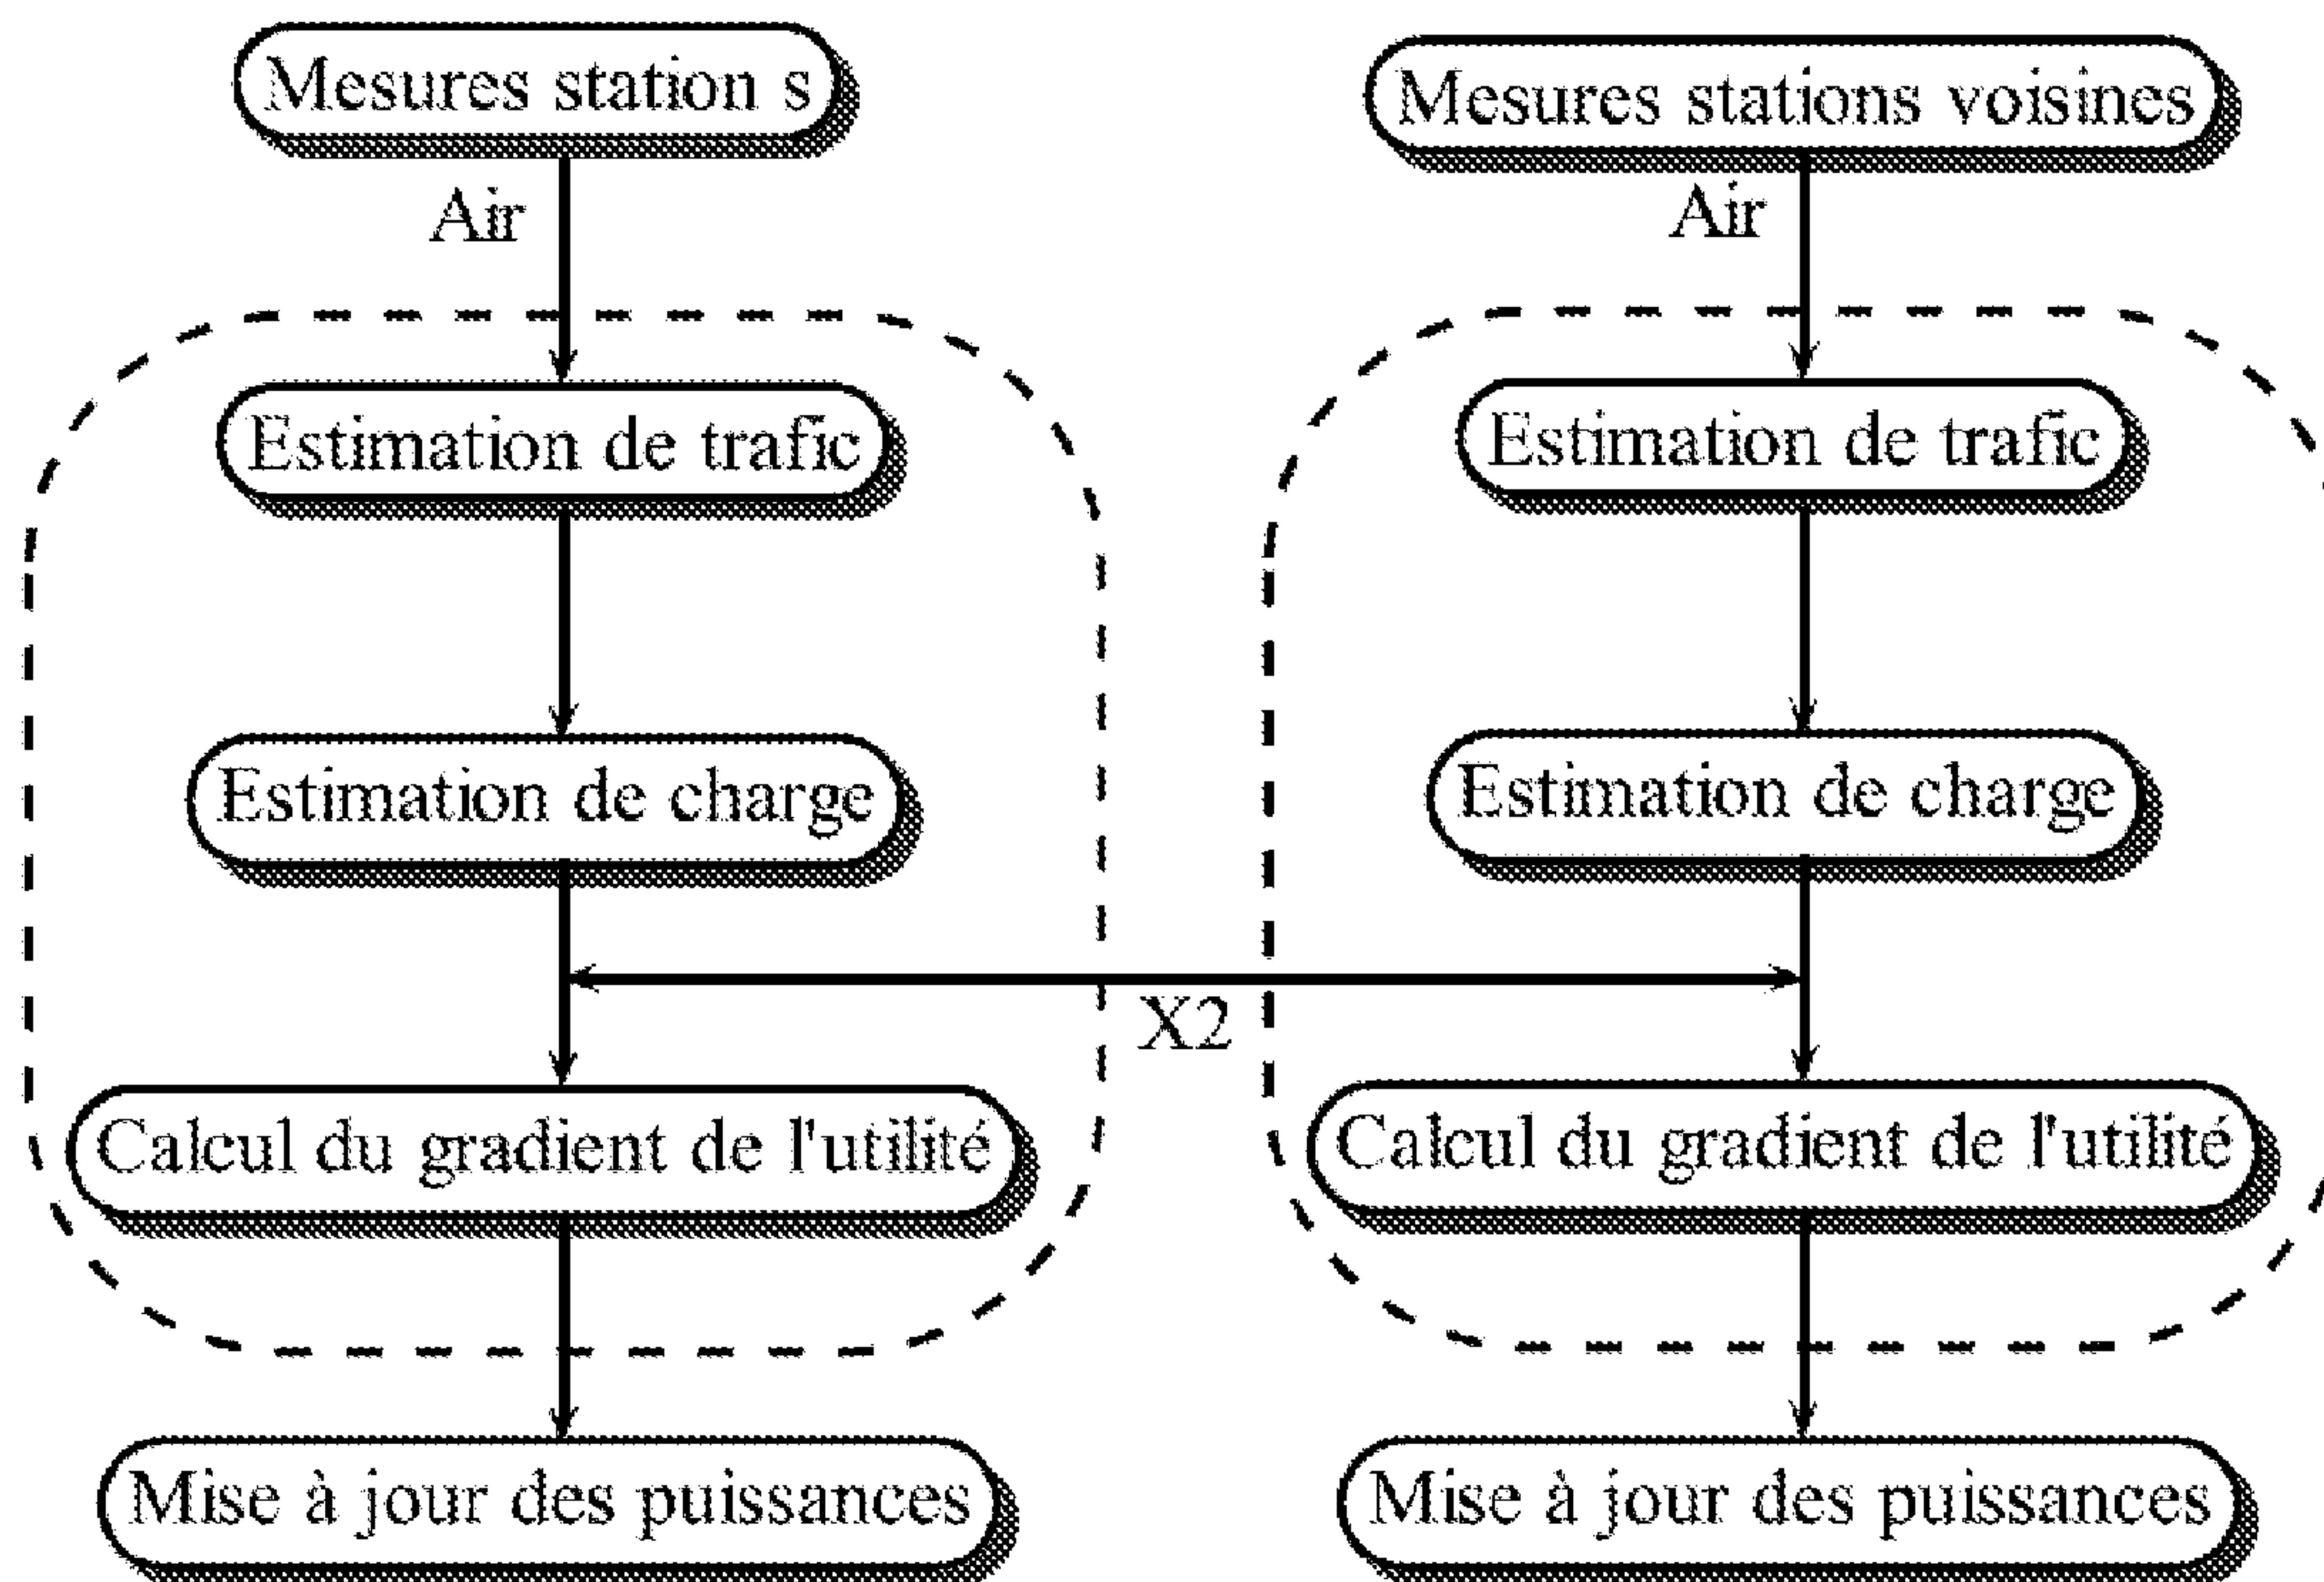 Mesures station s
Mesures stations voisines
Air
Air
Estimation de trafic
Estimation de trafic
Estimation de charge
Estimation de charge
X2
Calcul du gradient de l'utilité
Calcul du gradient de l'utilité
Mise à jour des puissances
Mise à jour des puissances